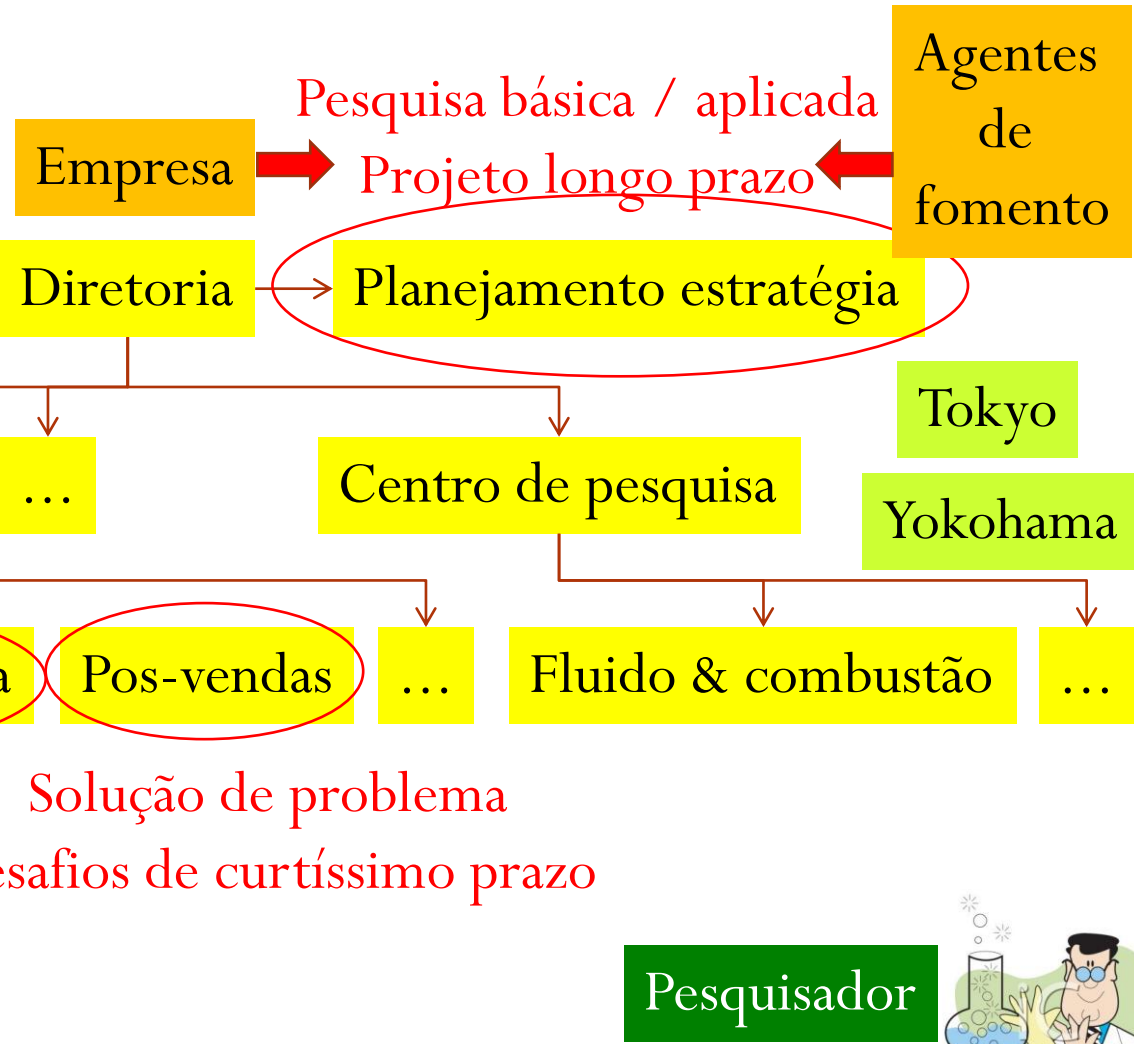 Agentes
de
fomento
Pesquisa básica / aplicada
Empresa
Projeto longo prazo
Diretoria
Planejamento estratégia
Tokyo
...
Centro de pesquisa
Yokohama
a
Pos-vendas
...
Fluido & combustão
...
Solução de problema
esafios de curtíssimo prazo
Pesquisador